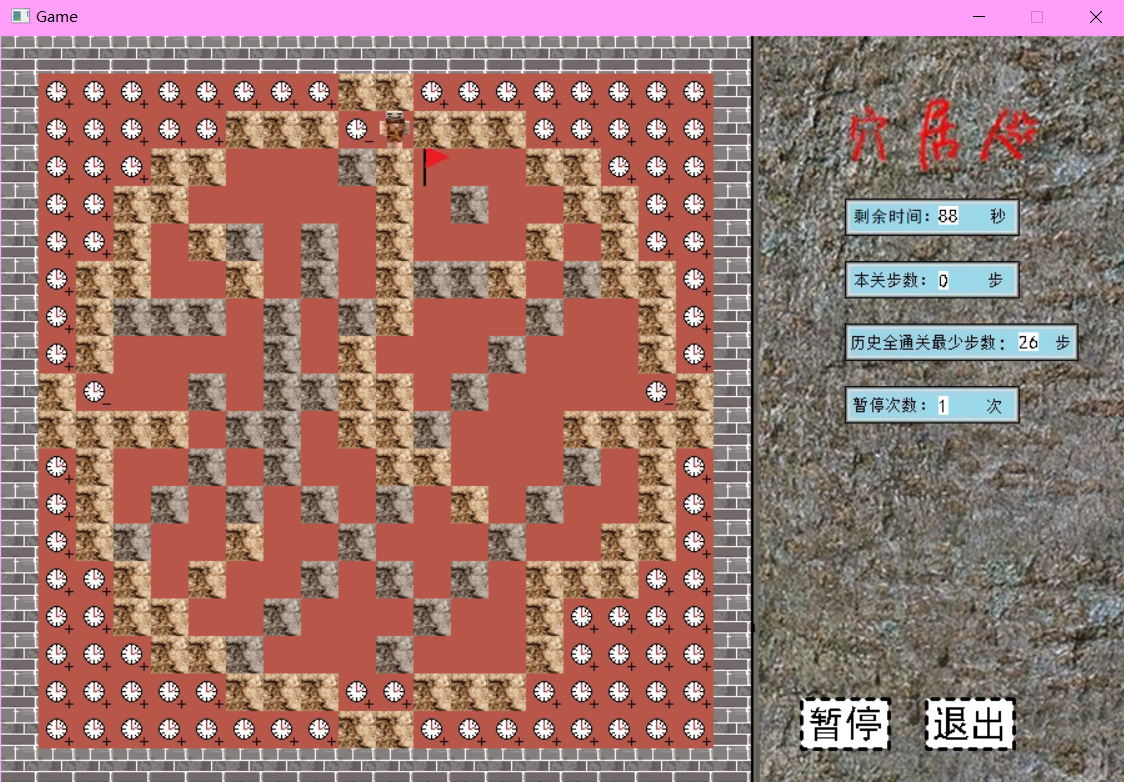 Game
穴居人
剩余时间: 88 秒
本关步数: 0 步
历史全通关最少步数: 26 步
暂停次数: 1 次
暂停
退出